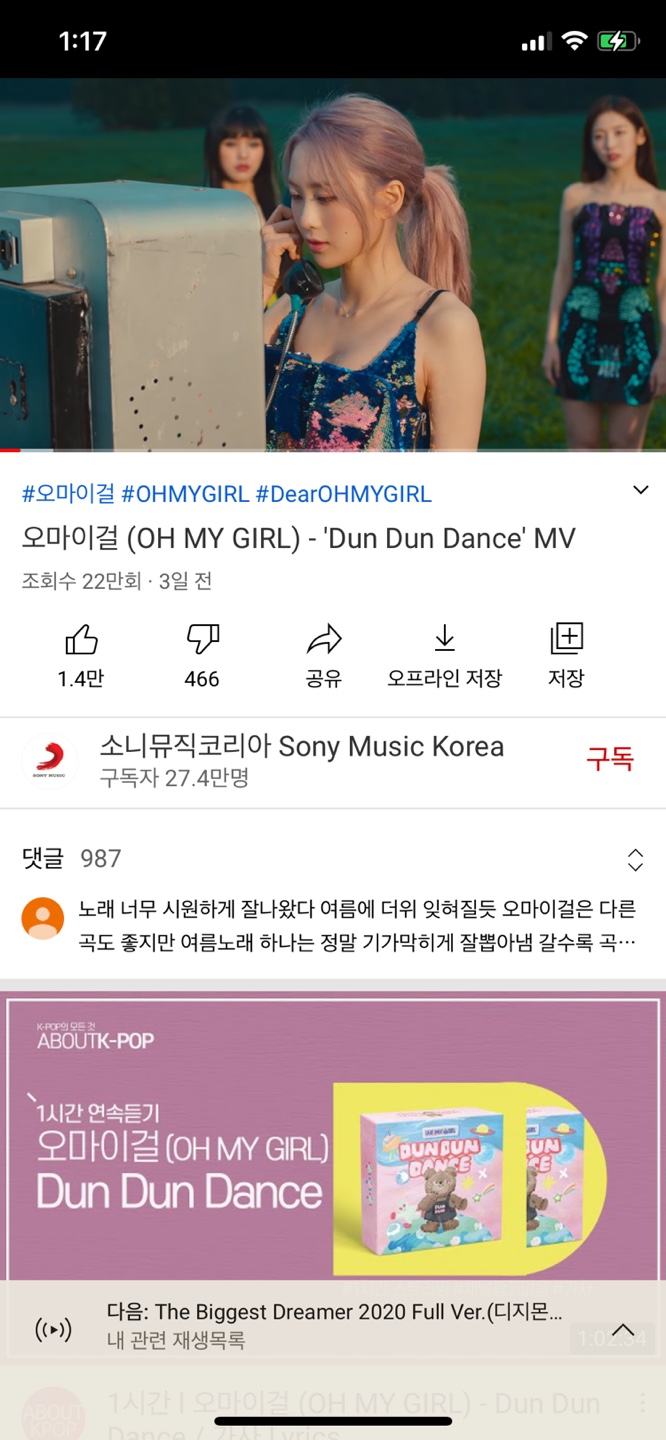 1:17
#오마이걸 #OHMYGIRL #DearOHMYGIRL
오마이걸 (OH MY GIRL) - 'Dun Dun Dance' MV
조회수 22만회 · 3일 전
1.4만
466
공유
오프라인 저장
저장
SONY MUSIC
소니뮤직코리아 Sony Music Korea
구독자 27.4만명
구독
댓글 987
노래 너무 시원하게 잘나왔다 여름에 더위 잊혀질듯 오마이걸은 다른
곡도 좋지만 여름노래 하나는 정말 기가막히게 잘뽑아냄 갈수록 곡…
K-POP의 모든 것
ABOUTK-POP
1시간 연속듣기
오마이걸 (OH MY GIRL)
Dun Dun Dance
OH MY GIRL
DUN DUN
DANCE
다음: The Biggest Dreamer 2020 Full Ver.(디지몬...
내 관련 재생목록
1:02:54
ABOUT
KPOP
1시간 | 오마이걸 (OH MY GIRL) - Dun Dun
Dance / 가사 Lyrics